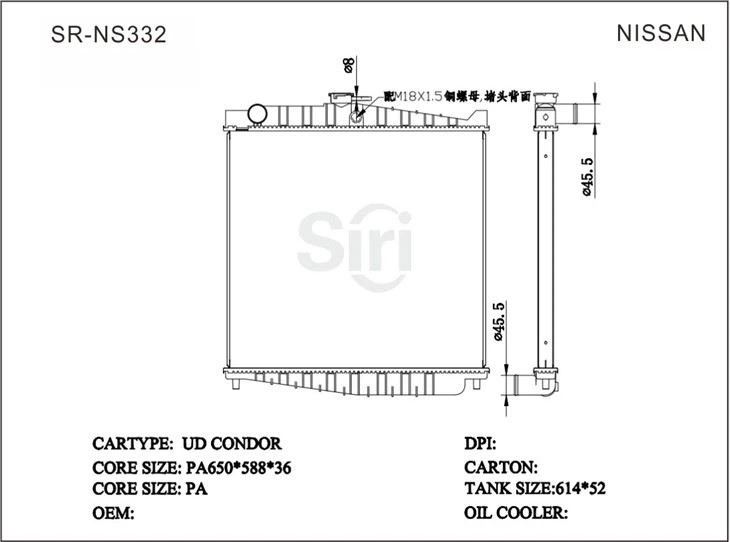 SR-NS332
NISSAN
ø8
配M18X1.5铜螺母,堵头背面
ø45.5
Siri
ø45.5
CARTYPE: UD CONDOR
DPI:
CORE SIZE: PA650*588*36
CARTON:
CORE SIZE: PA
TANK SIZE:614*52
OEM:
OIL COOLER: